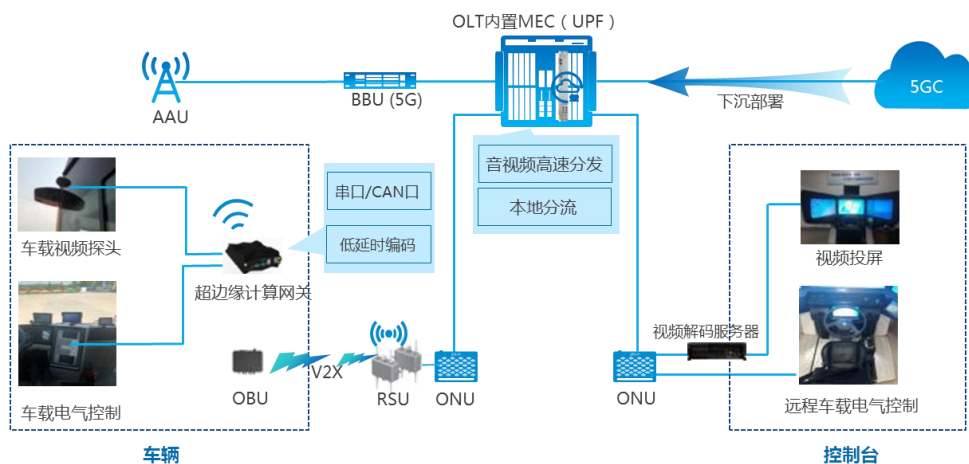 OLT内置MEC（UPF）
AAU
BBU (5G)
下沉部署
5GC
音视频高速分发
本地分流
串口/CAN口
低延时编码
车载视频探头
超边缘计算网关
车载电气控制
OBU
V2X
RSU
ONU
ONU
视频解码服务器
视频投屏
远程车载电气控制
车辆
控制台